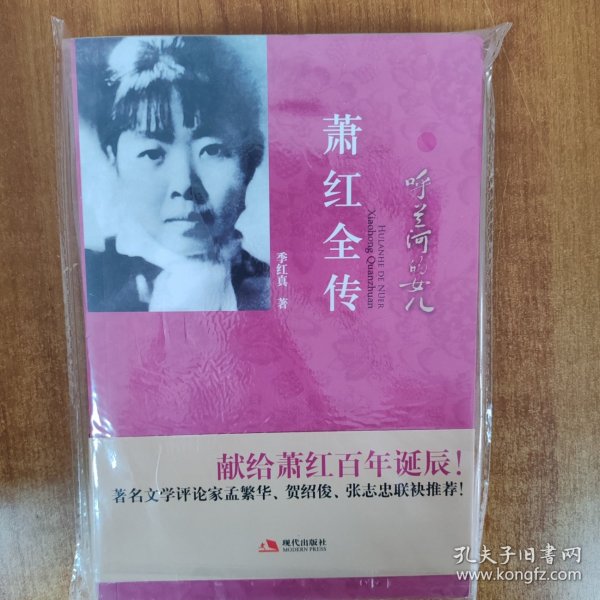 萧红全传
呼兰河的女儿
HULANHE DE NÜER
Xiaohong Quanzhuan
季红真 著
献给萧红百年诞辰！
著名文学评论家孟繁华、贺绍俊、张志忠联袂推荐！
现代出版社
MODERN PRESS
孔夫子旧书网
www.kongfz.com